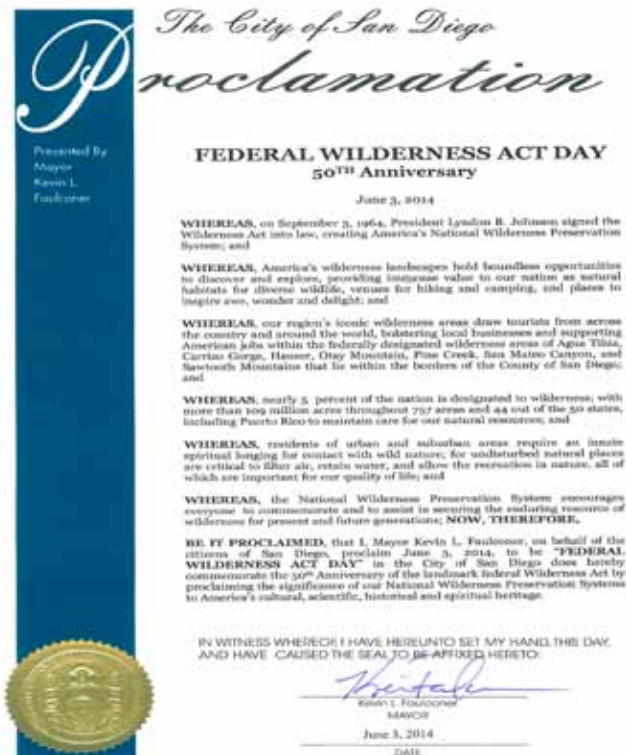 The City of San Diego
Proclamation
Presented By
Mayor
Kevin L.
Faulconer
FEDERAL WILDERNESS ACT DAY
50TH Anniversary
June 3, 2014
WHEREAS, on September 3, 1964, President Lyndon B. Johnson signed the
Wilderness Act into law, creating America's National Wilderness Preservation
System; and
WHEREAS, America's wilderness landscapes hold boundless opportunities
to discover and explore, providing immense value to our nation as natural
habitats for diverse wildlife, venues for hiking and camping, and places to
inspire awe, wonder and delight; and
WHEREAS, our region's iconic wilderness areas draw tourists from across
the country and around the world, bolstering local businesses and supporting
American jobs within the federally designated wilderness areas of Agua Tibia,
Carrizo Gorge, Hauser, Otay Mountain, Pine Creek, San Mateo Canyon, and
Sawtooth Mountains that lie within the borders of the County of San Diego;
and
WHEREAS, nearly 5 percent of the nation is designated to wilderness; with
more than 109 million acres throughout 757 areas and 44 out of the 50 states,
including Puerto Rico to maintain care for our natural resources; and
WHEREAS, residents of urban and suburban areas require an innate
spiritual longing for contact with wild nature; for undisturbed natural places
are critical to filter air, retain water, and allow the recreation in nature, all of
which are important for our quality of life; and
WHEREAS, the National Wilderness Preservation System encourages
everyone to commemorate and to assist in securing the enduring resource of
wilderness for present and future generations; NOW, THEREFORE,
BE IT PROCLAIMED, that I, Mayor Kevin L. Faulconer, on behalf of the
citizens of San Diego, proclaim June 3, 2014, to be "FEDERAL
WILDERNESS ACT DAY" in the City of San Diego does hereby
commemorate the 50th Anniversary of the landmark federal Wilderness Act by
proclaiming the significance of our National Wilderness Preservation Systems
to America's cultural, scientific, historical and spiritual heritage.
IN WITNESS WHEREOF, I HAVE HEREUNTO SET MY HAND, THIS DAY,
AND HAVE CAUSED THE SEAL TO BE AFFIXED HERETO:
Kevin L. Faulconer
MAYOR
June 3, 2014
DATE